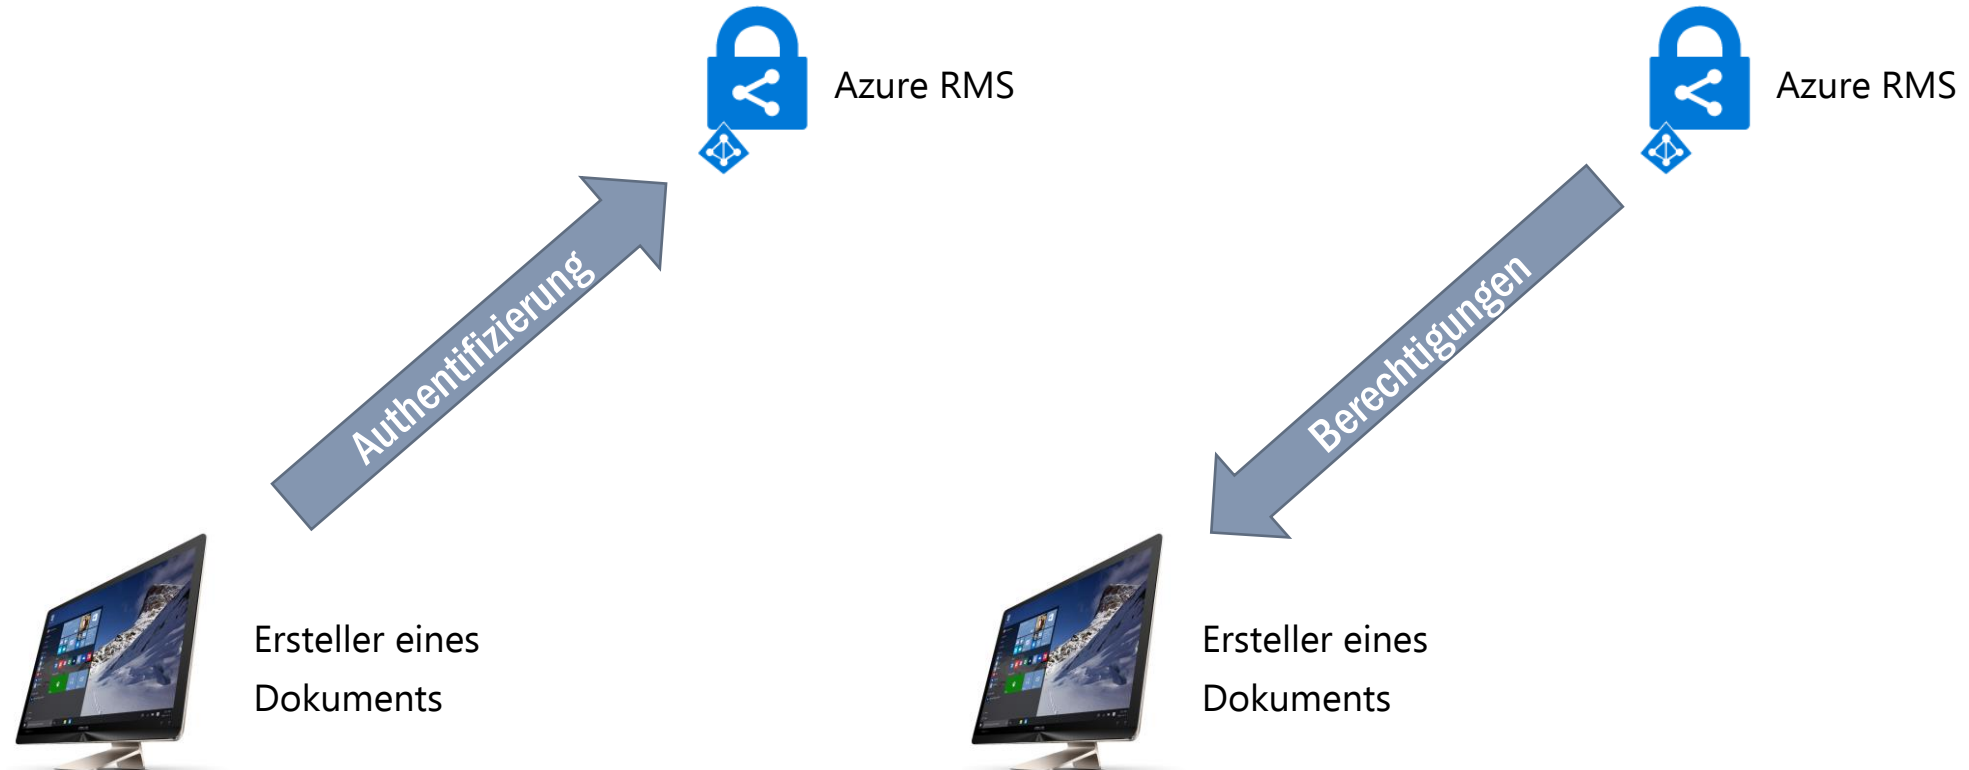 Azure RMS
Azure RMS
Authentifizierung
Berechtigungen
Ersteller eines
Dokuments
Ersteller eines
Dokuments